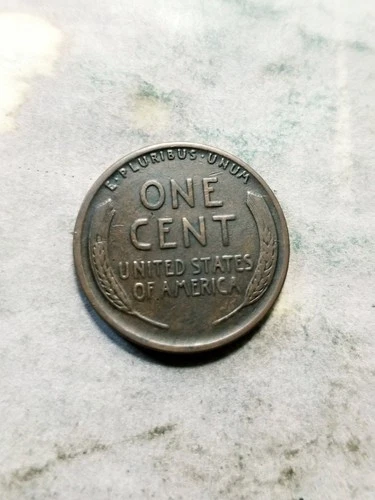 E·PLURIBUS·UNUM
ONE
CENT
UNITED STATES
OF AMERICA